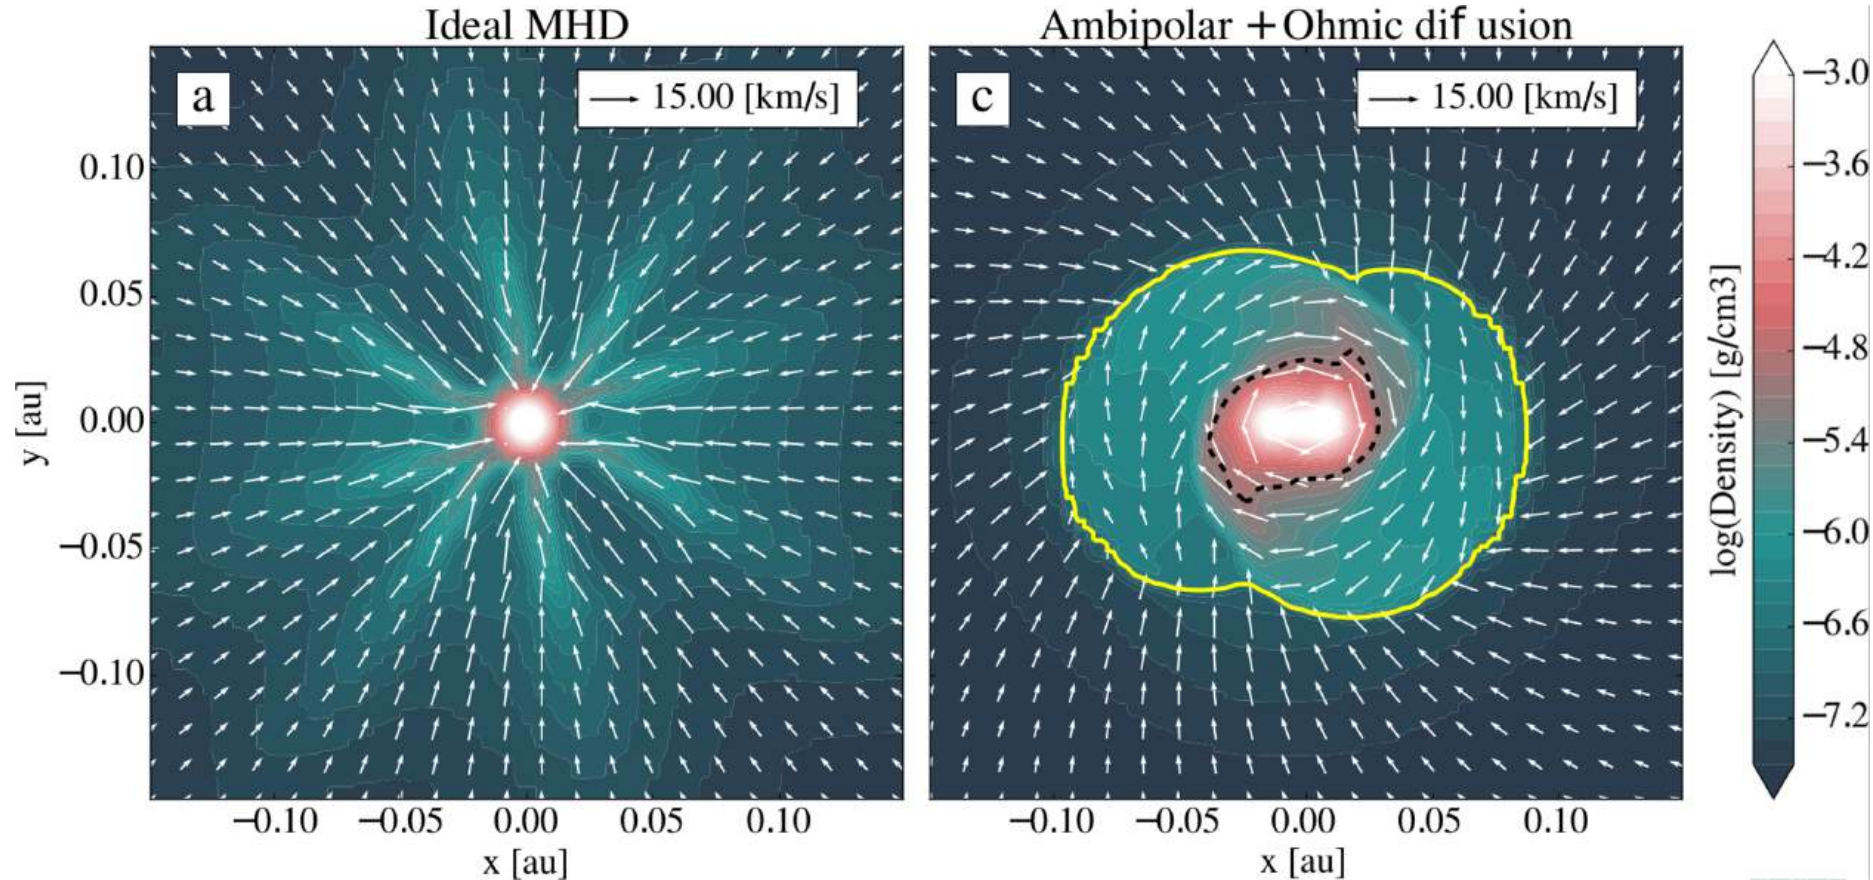 Ideal MHD
Ambipolar + Ohmic dif usion
a
15.00 [km/s]
c
15.00 [km/s]
0.10
0.05
0.00
−0.05
−0.10
y [au]
−0.10 −0.05 0.00 0.05 0.10
x [au]
−0.10 −0.05 0.00 0.05 0.10
x [au]
−3.0
−3.6
−4.2
−4.8
−5.4
−6.0
−6.6
−7.2
log(Density) [g/cm3]